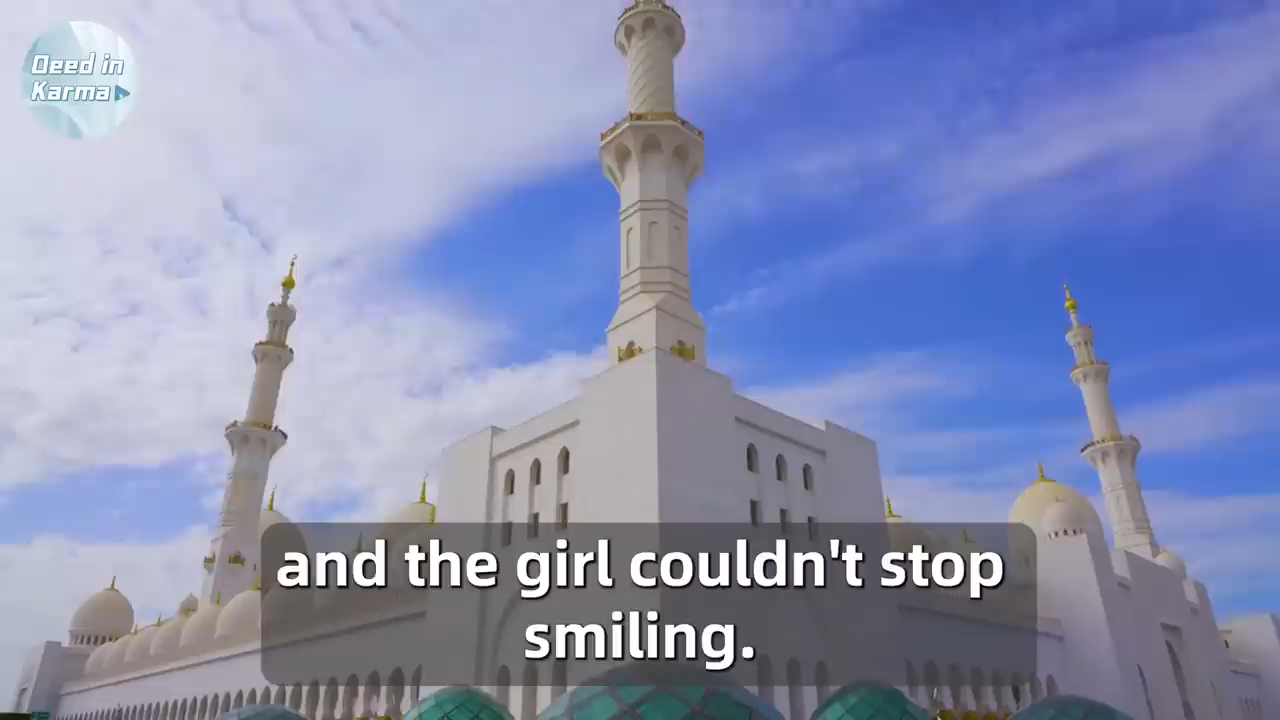 Deed in
Karma
and the girl couldn't stop
smiling.